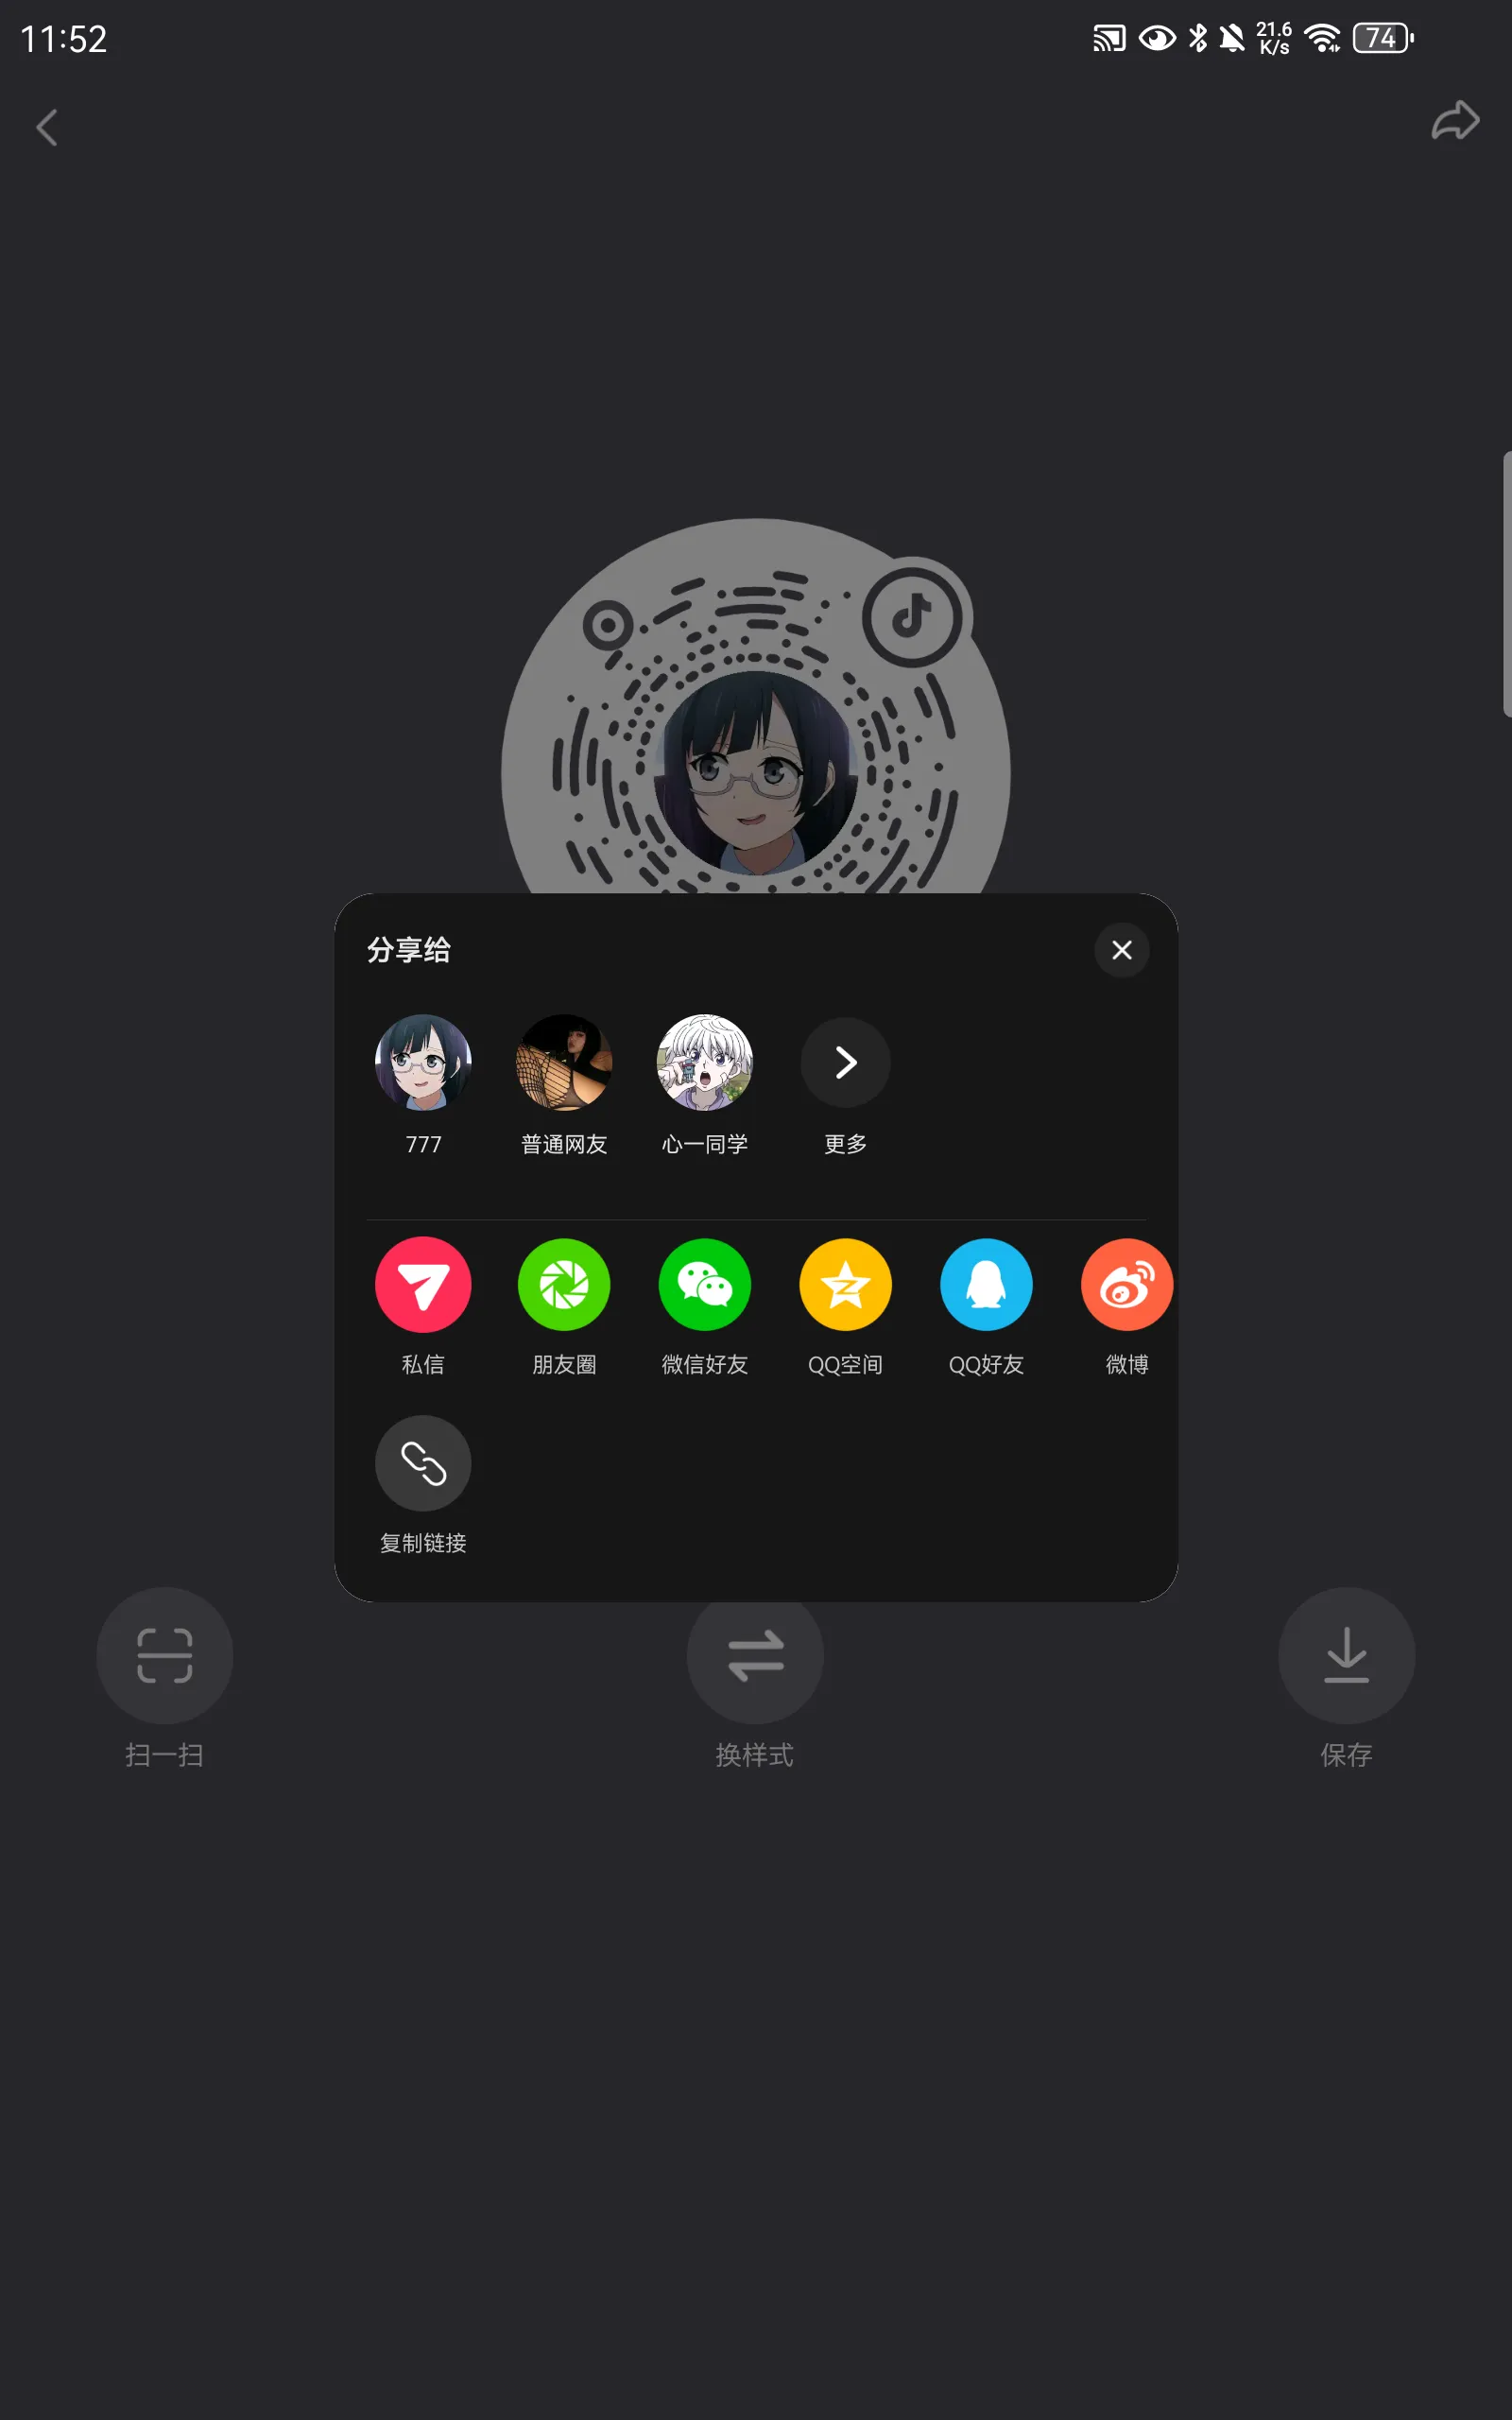 11:52
21.6
K/s
74
分享给
777
普通网友
心一同学
更多
私信
朋友圈
微信好友
QQ空间
QQ好友
微博
复制链接
扫一扫
换样式
保存